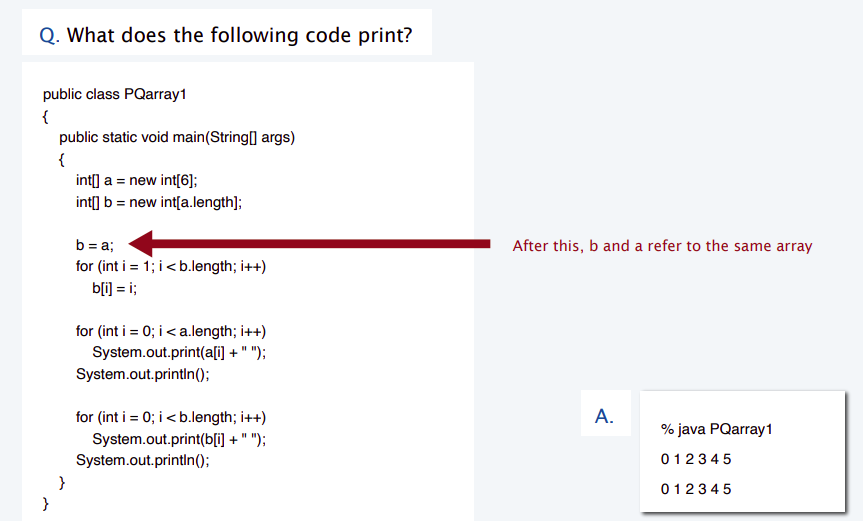 Q. What does the following code print?
public class PQarray1
{
public static void main(String[] args)
{
int[] a = new int[6];
int[] b = new int[a.length];
b = a;
After this, b and a refer to the same array
for (int i = 1; i < b.length; i++)
b[i] = i;
for (int i = 0; i < a.length; i++)
System.out.print(a[i] + " ");
System.out.println();
for (int i = 0; i < b.length; i++)
System.out.print(b[i] + " ");
System.out.println();
}
}
A.
% java PQarray1
0 1 2 3 4 5
0 1 2 3 4 5